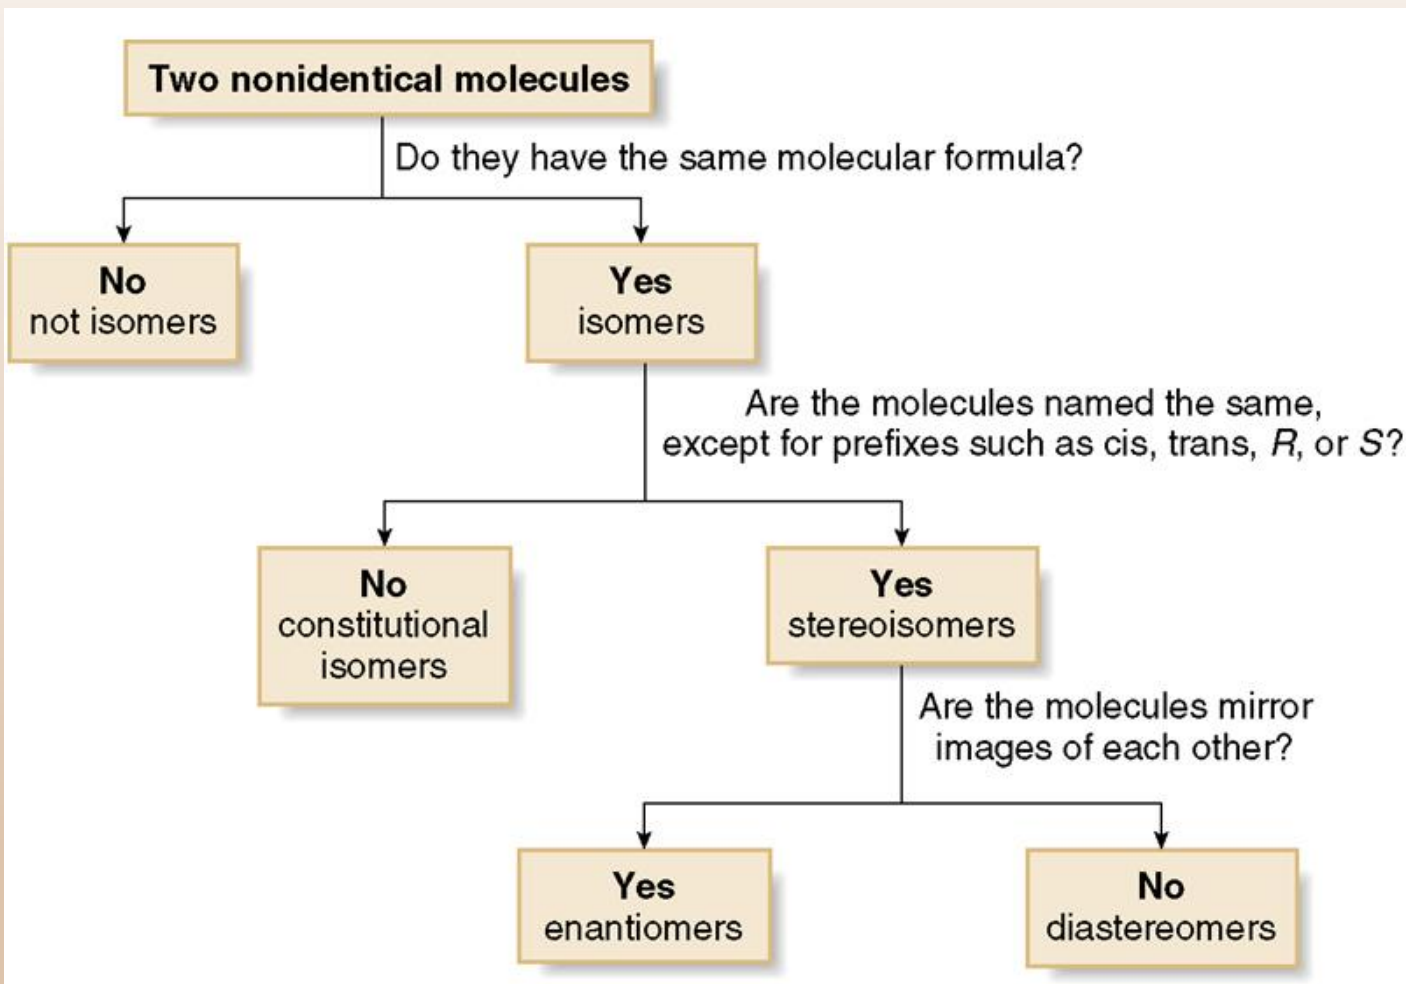 Two nonidentical molecules
Do they have the same molecular formula?
No
not isomers
Yes
isomers
Are the molecules named the same,
except for prefixes such as cis, trans, R, or S?
No
constitutional
isomers
Yes
stereoisomers
Are the molecules mirror
images of each other?
Yes
enantiomers
No
diastereomers